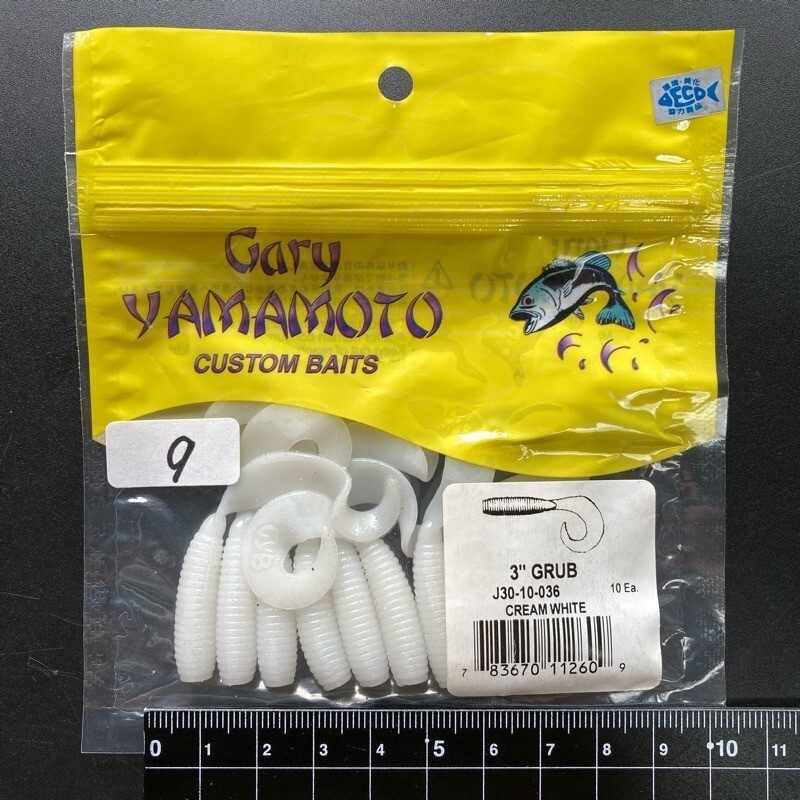 ECO
Gary
YAMAMOTO
CUSTOM BAITS
9
3" GRUB
J30-10-036 10 Ea.
CREAM WHITE
7 83670 11260 9
0 1 2 3 4 5 6 7 8 9 10 11